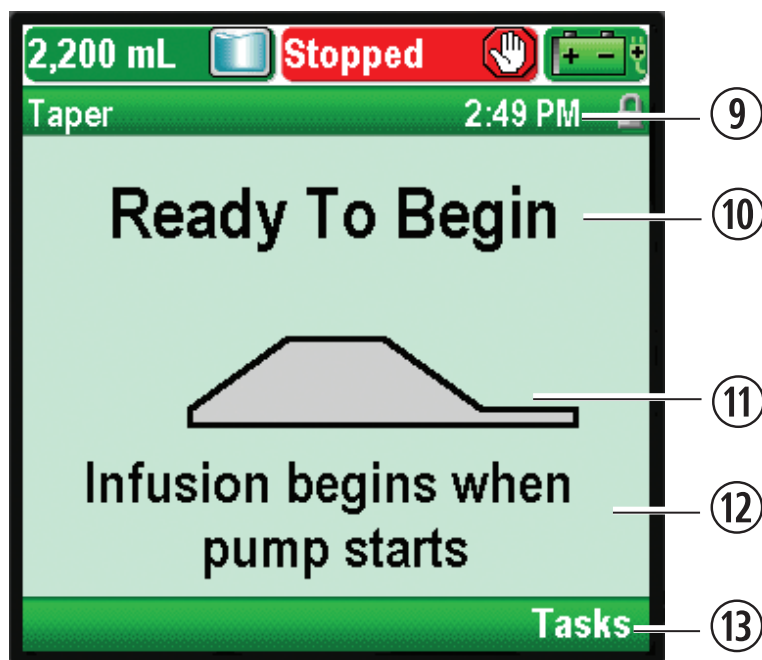 2,200 mL Stopped
Taper 2:49 PM ⑨
Ready To Begin ⑩
⑪
Infusion begins when
⑫
pump starts
Tasks ⑬